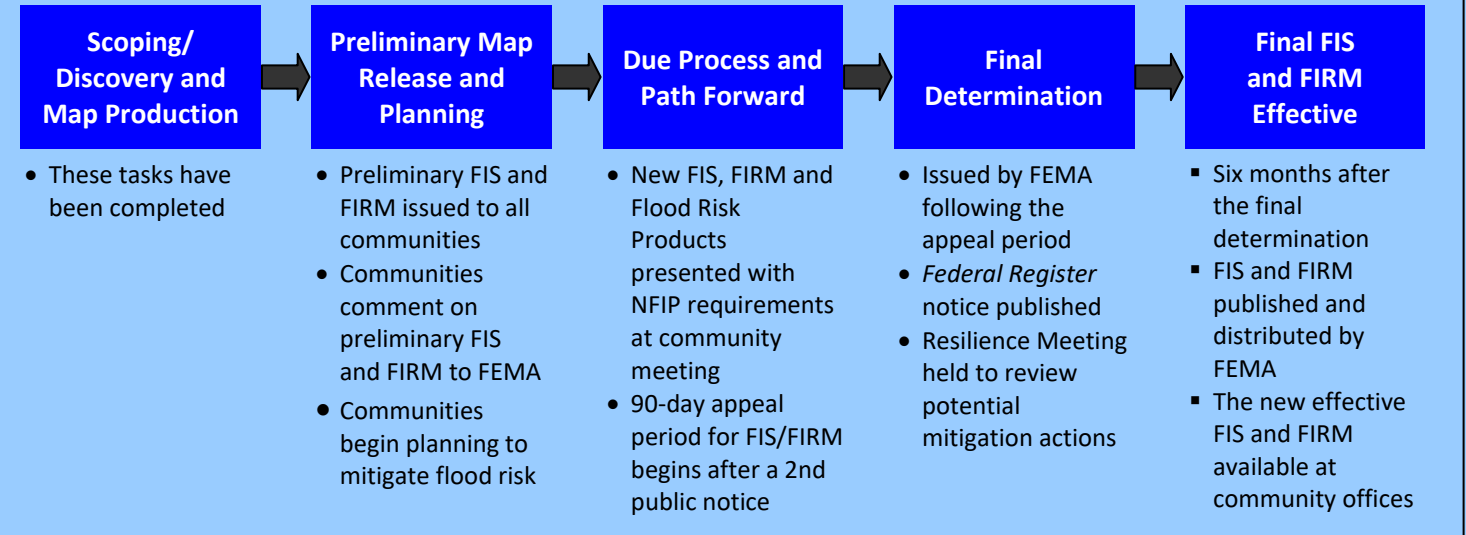 Scoping/
Discovery and
Map Production
• These tasks have
been completed
Preliminary Map
Release and
Planning
• Preliminary FIS and
FIRM issued to all
communities
• Communities
comment on
preliminary FIS
and FIRM to FEMA
• Communities
begin planning to
mitigate flood risk
Due Process and
Path Forward
• New FIS, FIRM and
Flood Risk
Products
presented with
NFIP requirements
at community
meeting
• 90-day appeal
period for FIS/FIRM
begins after a 2nd
public notice
Final
Determination
• Issued by FEMA
following the
appeal period
• Federal Register
notice published
• Resilience Meeting
held to review
potential
mitigation actions
Final FIS
and FIRM
Effective
▪ Six months after
the final
determination
▪ FIS and FIRM
published and
distributed by
FEMA
▪ The new effective
FIS and FIRM
available at
community offices